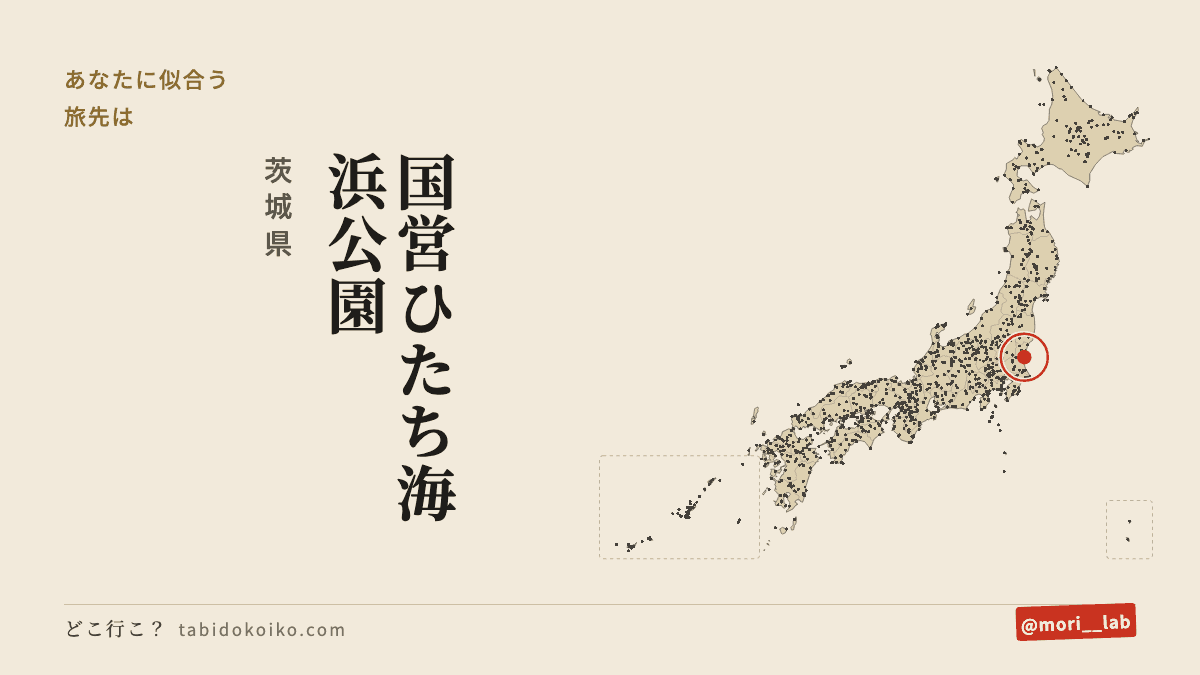 あなたに似合う
旅先は
国営ひたち海
浜公園
茨城県
どこ行こ？ tabidokoiko.com
@mori__lab